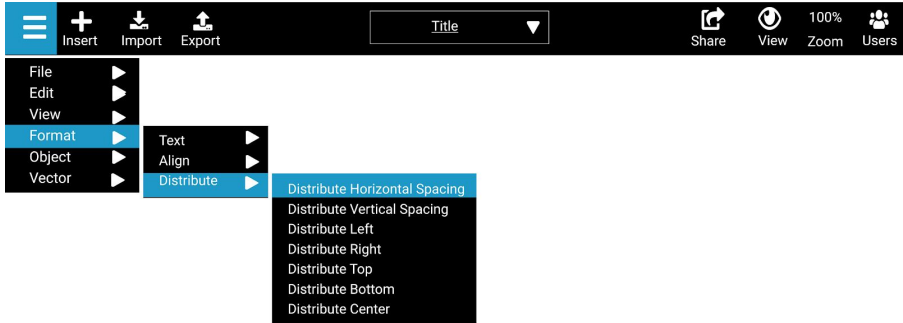 Insert Import Export Title Share View 100% Zoom Users
File
Edit
View
Format
Object
Vector
Text
Align
Distribute
Distribute Horizontal Spacing
Distribute Vertical Spacing
Distribute Left
Distribute Right
Distribute Top
Distribute Bottom
Distribute Center